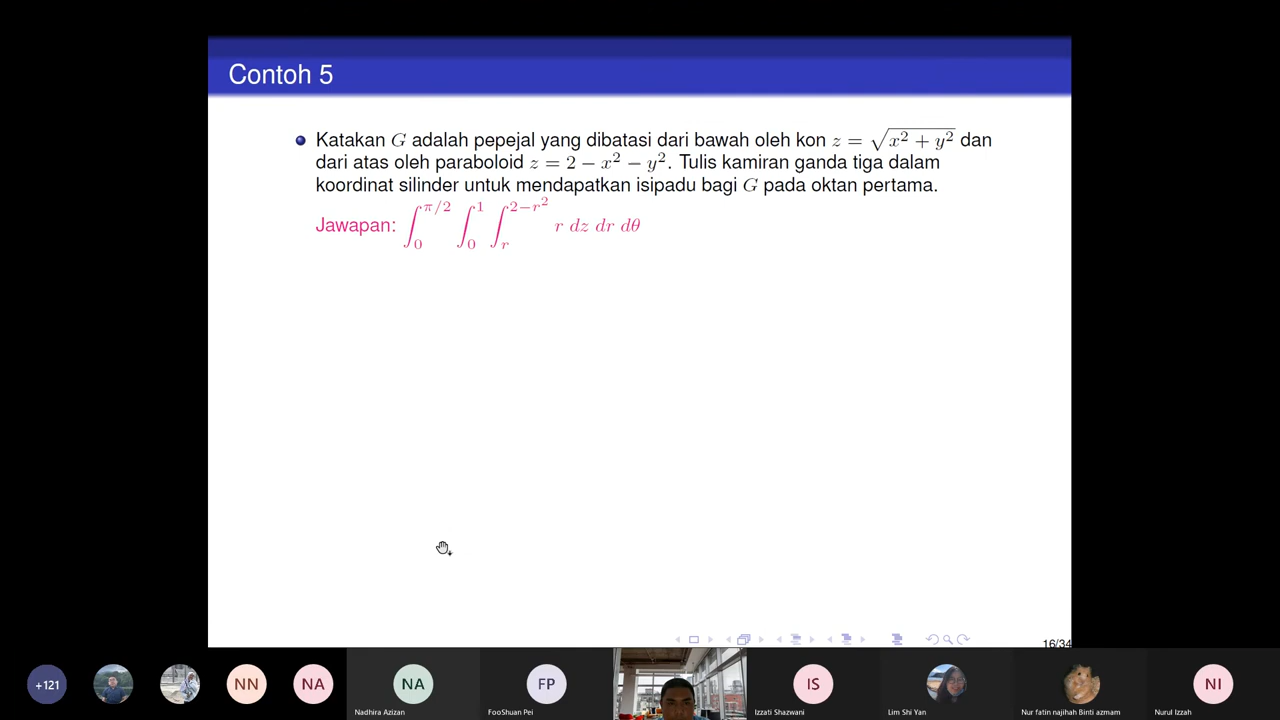 Contoh 5
Katakan G adalah pepejal yang dibatasi dari bawah oleh kon z = √(x² + y²) dan
dari atas oleh paraboloid z = 2 − x² − y². Tulis kamiran ganda tiga dalam
koordinat silinder untuk mendapatkan isipadu bagi G pada oktan pertama.
Jawapan: ∫₀^{π/2} ∫₀^{1} ∫_r^{2−r²} r dz dr dθ
16/34
+121
NN
NA
NA
FP
IS
NI
Nadhira Azizan
FooShuan Pei
Izzati Shazwani
Lim Shi Yan
Nur fatin najihah Binti azmam
Nurul Izzah